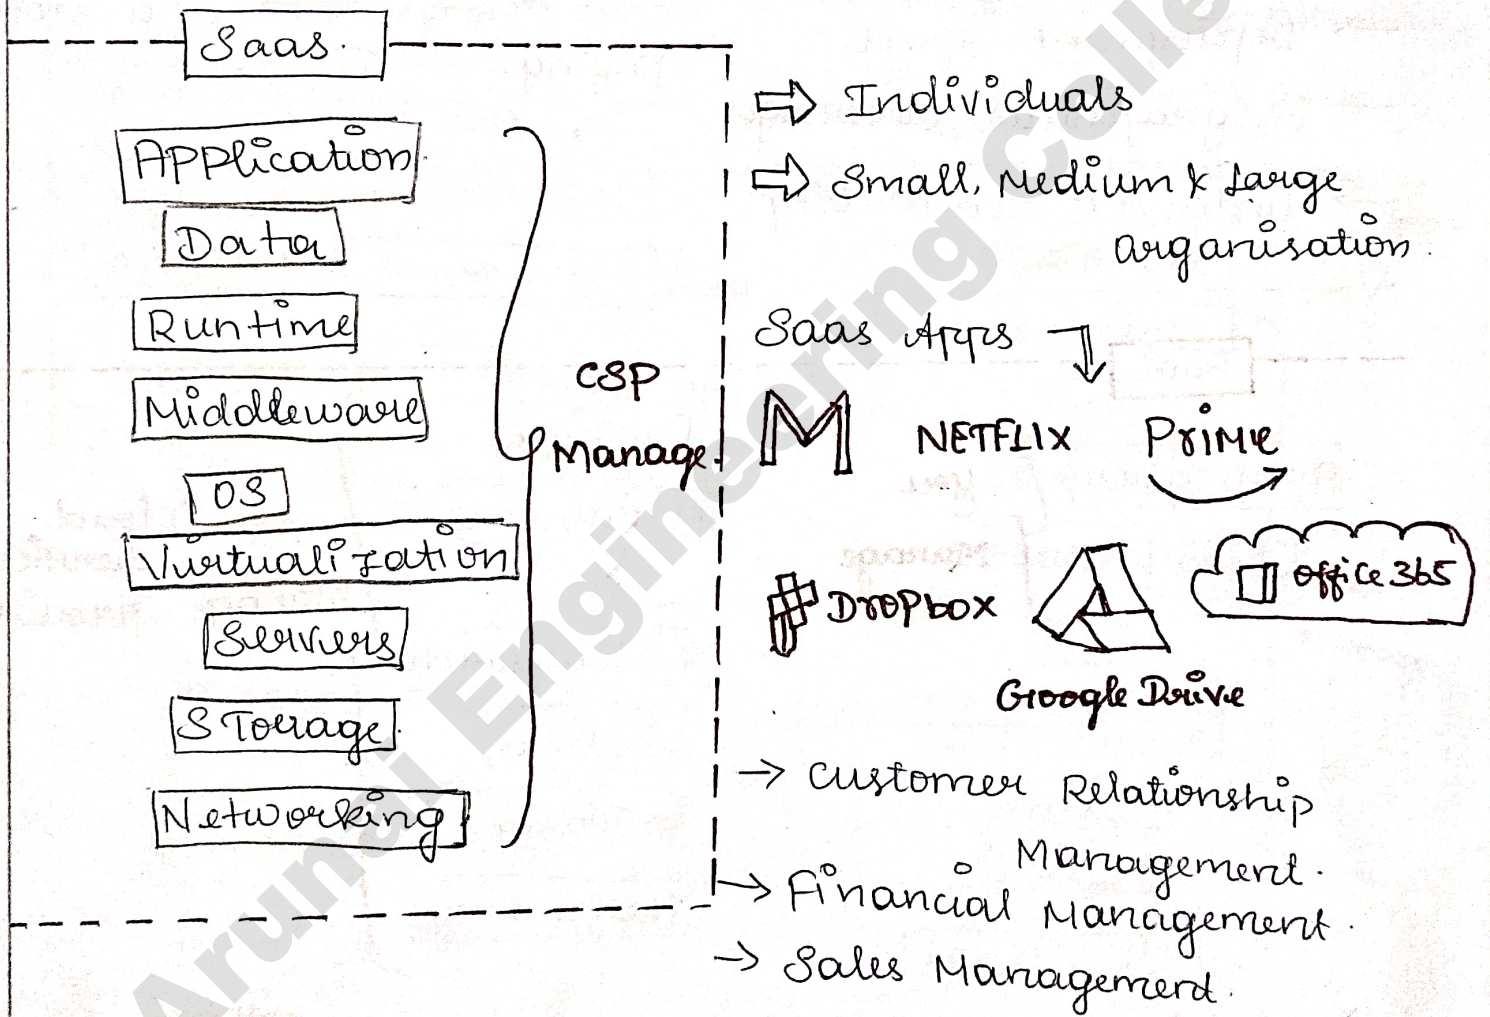 Saas.
Application.
Data
Runtime
Middleware
OS
Virtualization
Servers
Storage.
Networking
CSP
Manage.
Individuals
Small, Medium & Large
organisation.
Saas Apps
M NETFLIX Prime
Dropbox
Office 365
Google Drive
Customer Relationship
Management.
Financial Management.
Sales Management.
Arunai Engineering Colle